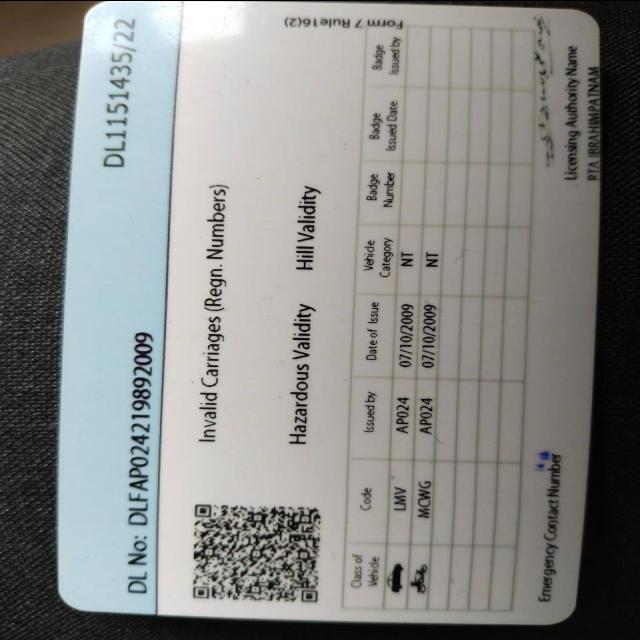 DL No: DLFAP024219892009 DL1151435/22
Invalid Carriages (Regn. Numbers)
Hazardous Validity Hill Validity
Form 7 Rule16(2)
Class of Vehicle Code Issued by Date of Issue Vehicle Category Badge Number Badge Issued Date Badge Issued by
LMV AP024 07/10/2009 NT
MCWG AP024 07/10/2009 NT
Emergency Contact Number
Licensing Authority Name
RTA IBRAHIMPATNAM